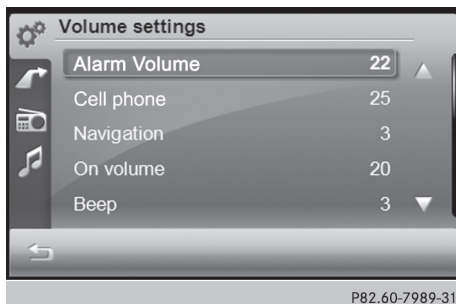 Volume settings
Alarm Volume 22
Cell phone 25
Navigation 3
On volume 20
Beep 3
P82.60-7989-31